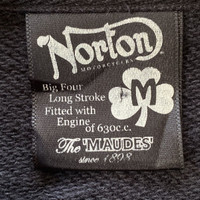 Norton
MOTORCYCLES
Big Four
Long Stroke
Fitted with
Engine
of 630c.c.
M
The 'MAUDES'
since 1898